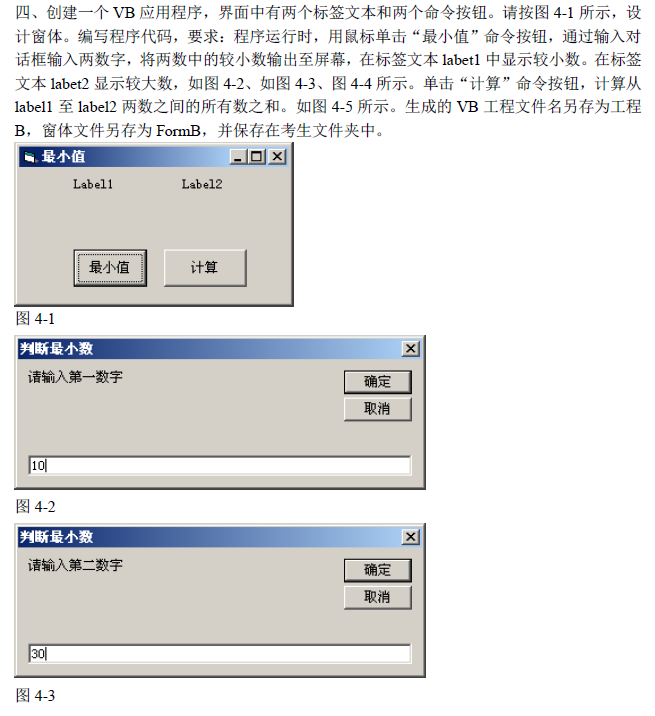 四、创建一个 VB 应用程序，界面中有两个标签文本和两个命令按钮。请按图 4-1 所示，设
计窗体。编写程序代码，要求：程序运行时，用鼠标单击“最小值”命令按钮，通过输入对
话框输入两数字，将两数中的较小数输出至屏幕，在标签文本 labet1 中显示较小数。在标签
文本 labet2 显示较大数，如图 4-2、如图 4-3、图 4-4 所示。单击“计算”命令按钮，计算从
label1 至 label2 两数之间的所有数之和。如图 4-5 所示。生成的 VB 工程文件名另存为工程
B，窗体文件另存为 FormB，并保存在考生文件夹中。
最小值
Label1 Label2
最小值 计算
图 4-1
判断最小数
请输入第一数字
确定
取消
10
图 4-2
判断最小数
请输入第二数字
确定
取消
30
图 4-3